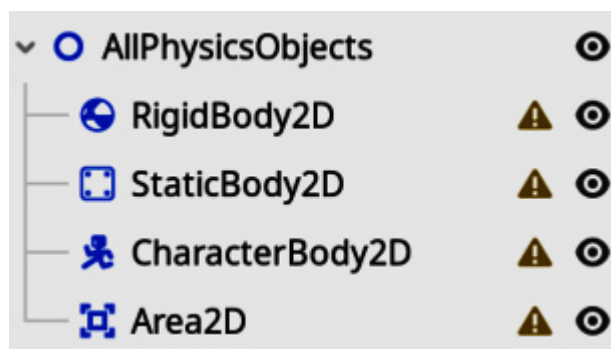 AllPhysicsObjects
RigidBody2D
StaticBody2D
CharacterBody2D
Area2D